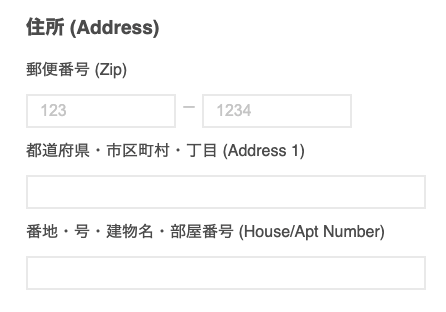 住所 (Address)
郵便番号 (Zip)
123 – 1234
都道府県・市区町村・丁目 (Address 1)
番地・号・建物名・部屋番号 (House/Apt Number)